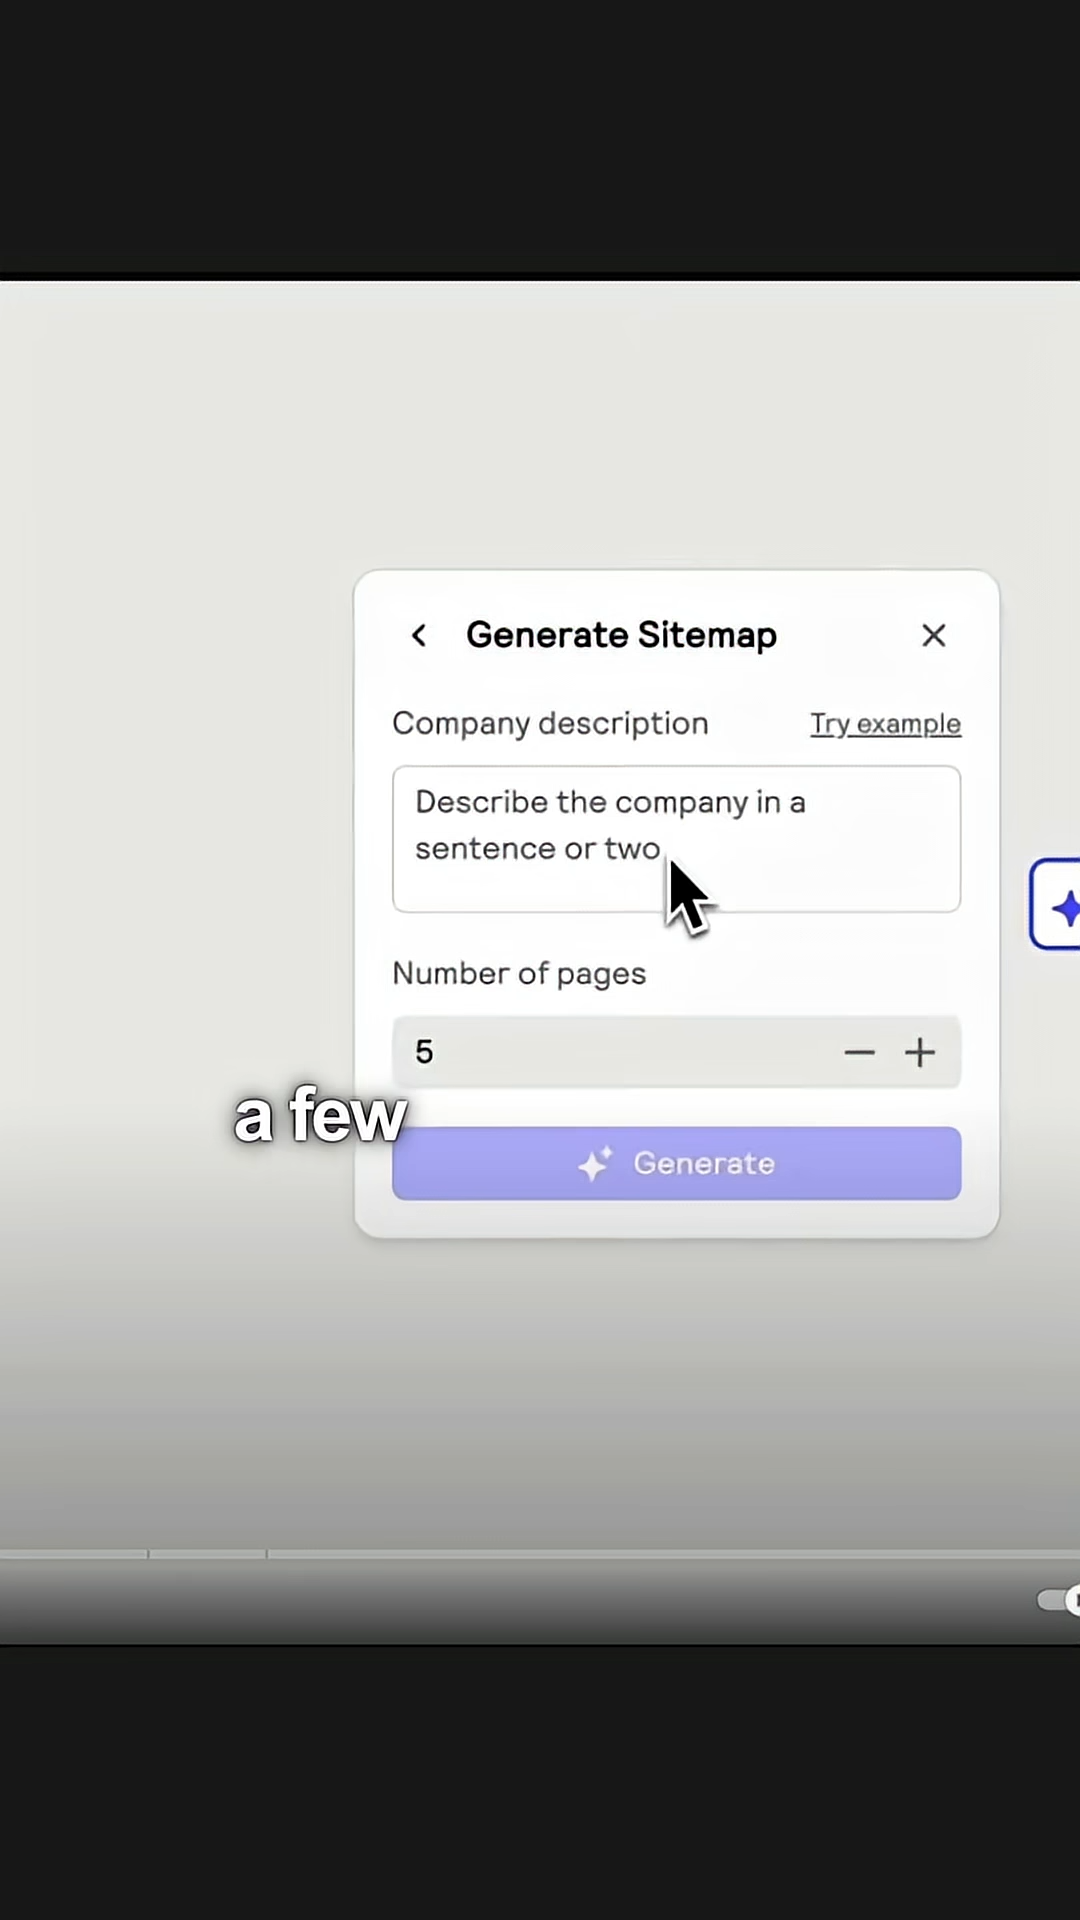 Generate Sitemap
Company description
Try example
Describe the company in a
sentence or two
Number of pages
5
a few
Generate